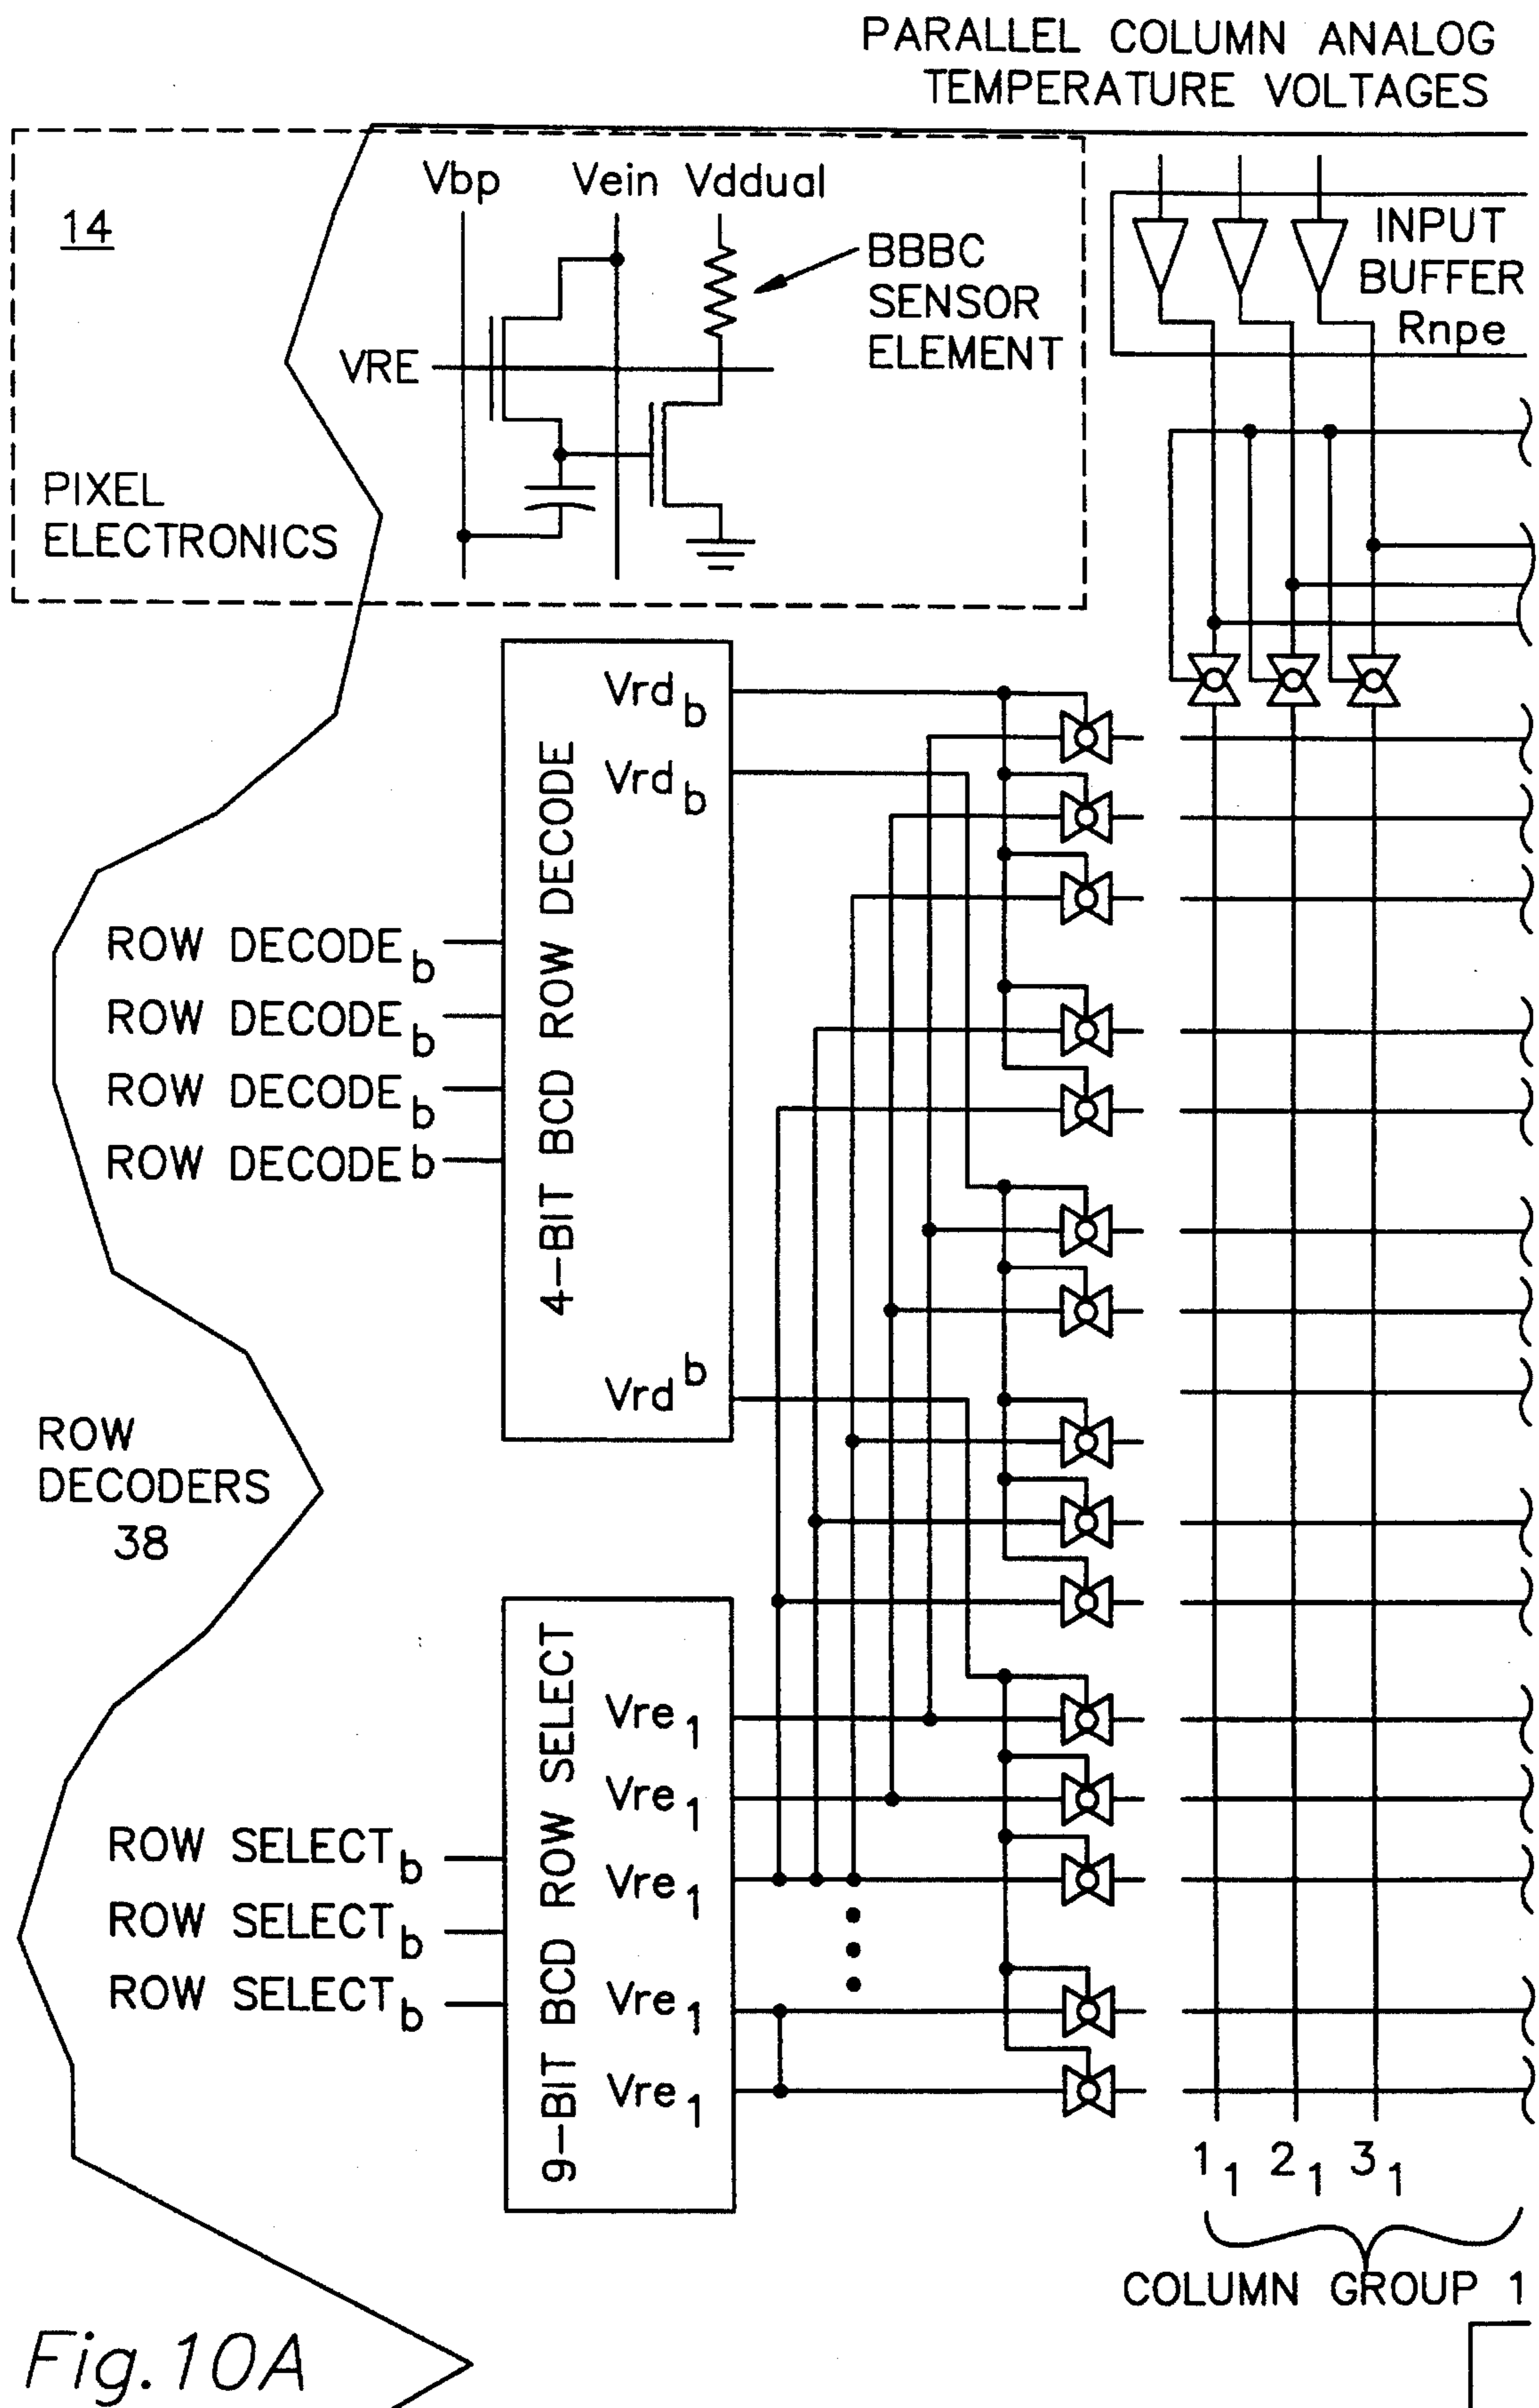 PARALLEL COLUMN ANALOG
TEMPERATURE VOLTAGES
14
Vbp
Vein
Vddual
BBBC
SENSOR
ELEMENT
VRE
PIXEL
ELECTRONICS
INPUT
BUFFER
Rnpe
4-BIT BCD ROW DECODE
Vrd b
Vrd b
Vrd b
ROW DECODE b
ROW DECODE b
ROW DECODE b
ROW DECODE b
ROW
DECODERS
38
9-BIT BCD ROW SELECT
Vre 1
Vre 1
Vre 1
Vre 1
Vre 1
ROW SELECT b
ROW SELECT b
ROW SELECT b
1 1
2 1
3 1
COLUMN GROUP 1
Fig.10A